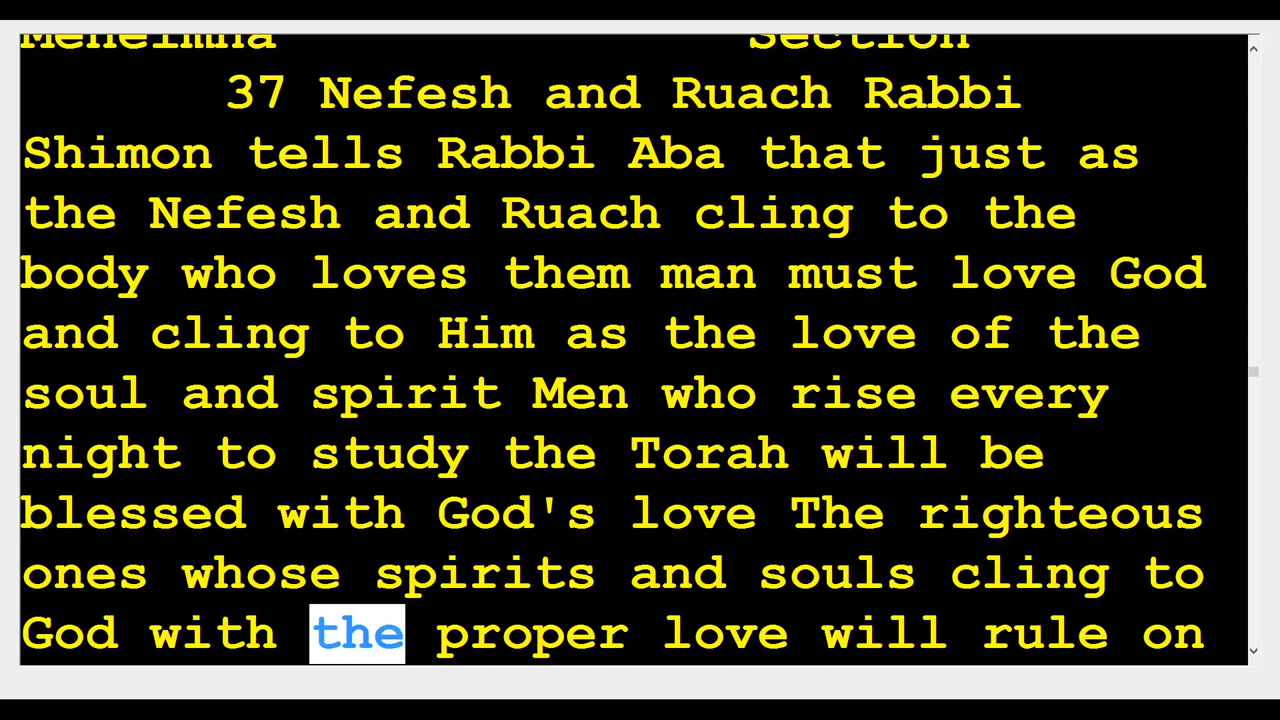 Meheimna Section
37 Nefesh and Ruach Rabbi
Shimon tells Rabbi Aba that just as
the Nefesh and Ruach cling to the
body who loves them man must love God
and cling to Him as the love of the
soul and spirit Men who rise every
night to study the Torah will be
blessed with God's love The righteous
ones whose spirits and souls cling to
God with the proper love will rule on